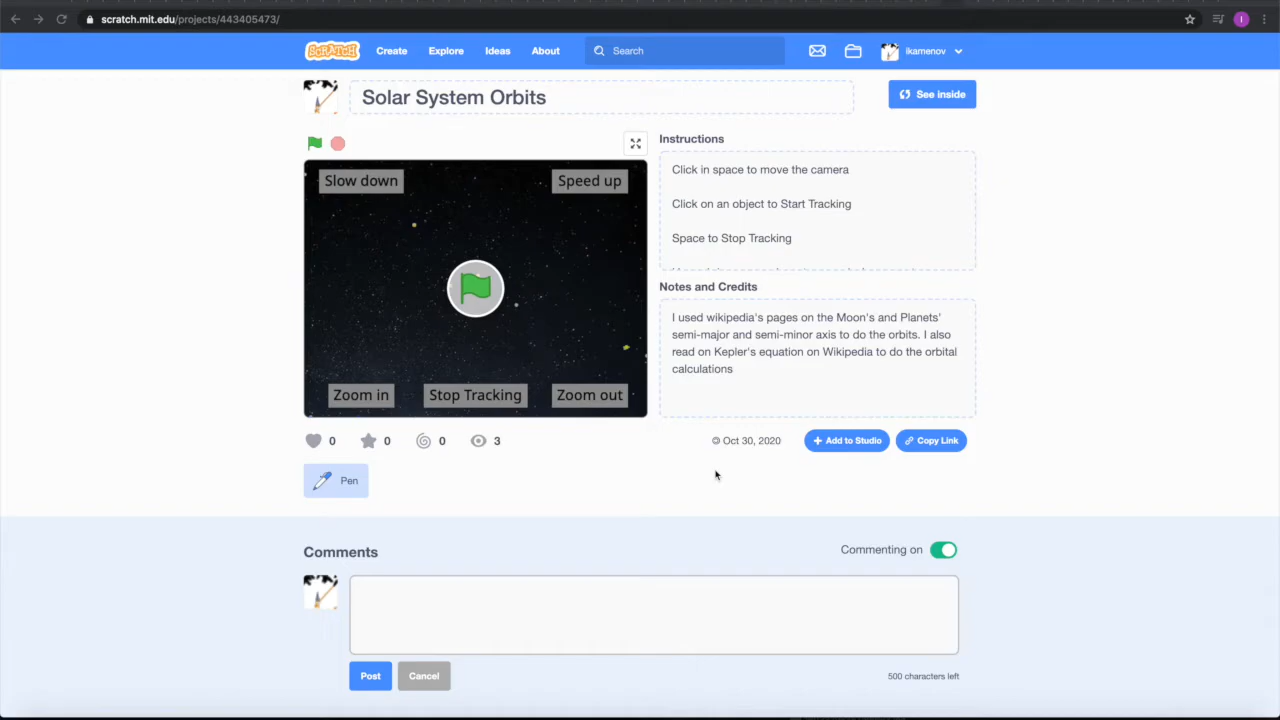 scratch.mit.edu/projects/443405473/
SCRATCH Create Explore Ideas About Search ikamenov
Solar System Orbits
See inside
Instructions
Slow down
Speed up
Click in space to move the camera
Click on an object to Start Tracking
Space to Stop Tracking
Notes and Credits
I used wikipedia's pages on the Moon's and Planets'
semi-major and semi-minor axis to do the orbits. I also
read on Kepler's equation on Wikipedia to do the orbital
calculations
Zoom in
Stop Tracking
Zoom out
0 0 0 3
© Oct 30, 2020
Add to Studio
Copy Link
Pen
Comments
Commenting on
Post
Cancel
500 characters left